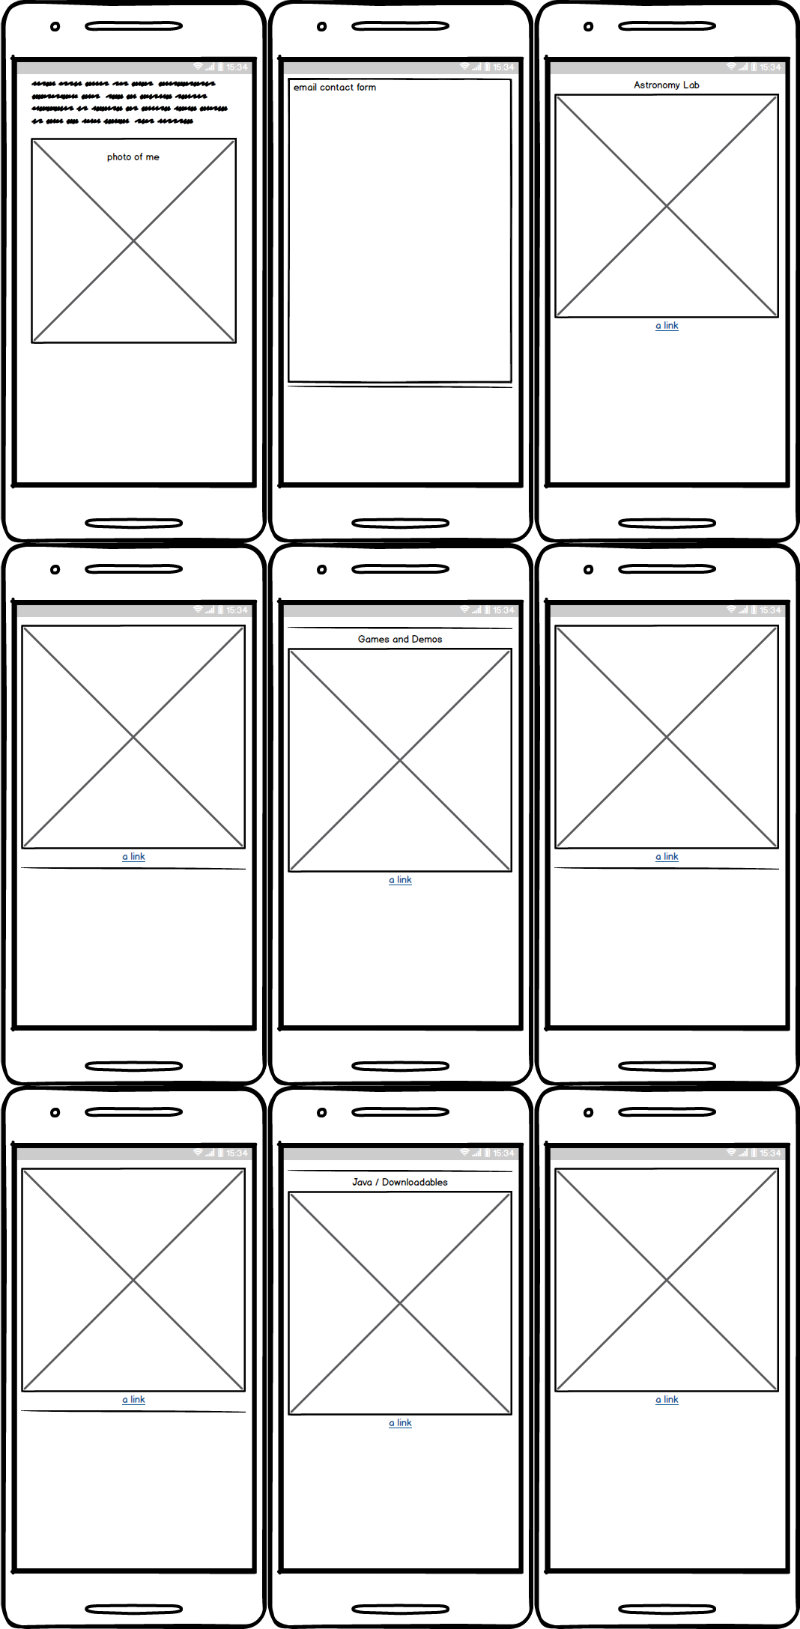 15:34
photo of me
15:34
email contact form
15:34
Astronomy Lab
a link
15:34
a link
15:34
Games and Demos
a link
15:34
a link
15:34
a link
15:34
Java / Downloadables
a link
15:34
a link